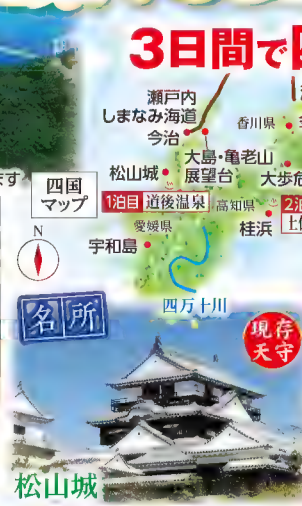 3日間で
瀬戸内
しまなみ海道
今治
香川県
大島・亀老山
展望台
ます
四国
マップ
松山城
大歩危
1泊目 道後温泉
高知県
2泊
愛媛県
桂浜
N
宇和島
四万十川
名所
現存
天守
松山城